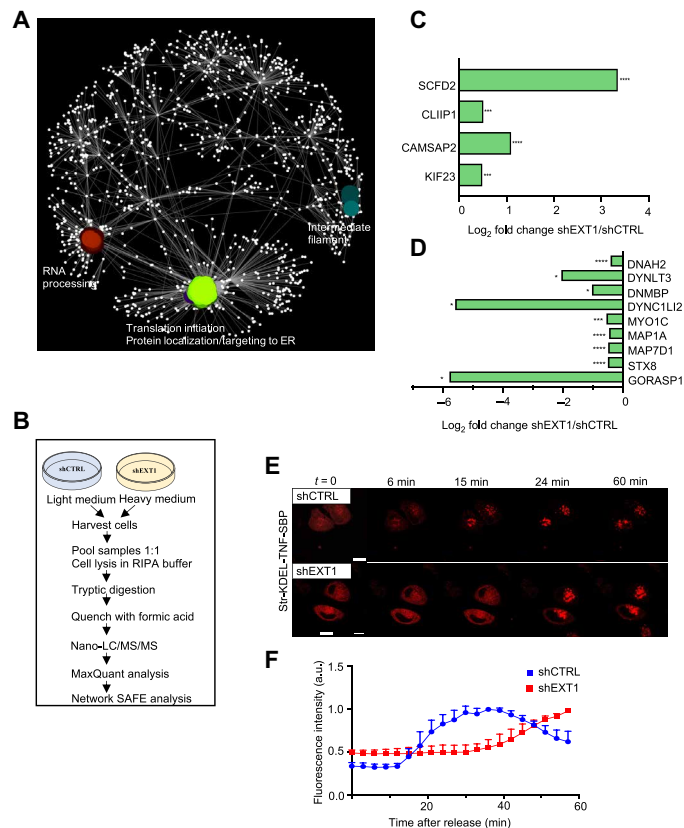 A
RNA
processing
Intermediate
filament
Translation initiation
Protein localization/targeting to ER
B
shCTRL
shEXT1
Light medium
Heavy medium
Harvest cells
Pool samples 1:1
Cell lysis in RIPA buffer
Tryptic digestion
Quench with formic acid
Nano-LC/MS/MS
MaxQuant analysis
Network SAFE analysis
C
SCFD2
****
CLIIP1
***
CAMSAP2
****
KIF23
***
0 1 2 3 4
Log2 fold change shEXT1/shCTRL
D
**** DNAH2
* DYNLT3
* DNMBP
* DYNC1LI2
*** MYO1C
**** MAP1A
**** MAP7D1
**** STX8
* GORASP1
−6 −4 −2 0
Log2 fold change shEXT1/shCTRL
E
t = 0 6 min 15 min 24 min 60 min
shCTRL
shEXT1
Str-KDEL-TNF-SBP
F
shCTRL
shEXT1
Fluorescence intensity (a.u.)
1.5
1.0
0.5
0.0
20 40 60
Time after release (min)